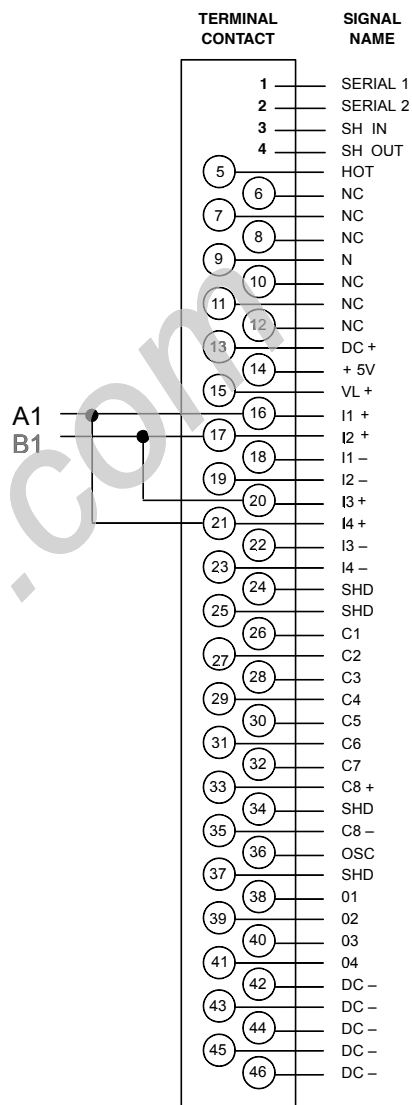 TERMINAL CONTACT SIGNAL NAME
1 SERIAL 1
2 SERIAL 2
3 SH IN
4 SH OUT
5 HOT
6 NC
7 NC
8 NC
9 N
10 NC
11 NC
12 NC
13 DC +
14 + 5V
15 VL +
A1 16 I1 +
B1 17 I2 +
18 I1 –
19 I2 –
20 I3 +
21 I4 +
22 I3 –
23 I4 –
24 SHD
25 SHD
26 C1
27 C2
28 C3
29 C4
30 C5
31 C6
32 C7
33 C8 +
34 SHD
35 C8 –
36 OSC
37 SHD
38 01
39 02
40 03
41 04
42 DC –
43 DC –
44 DC –
45 DC –
46 DC –
.com